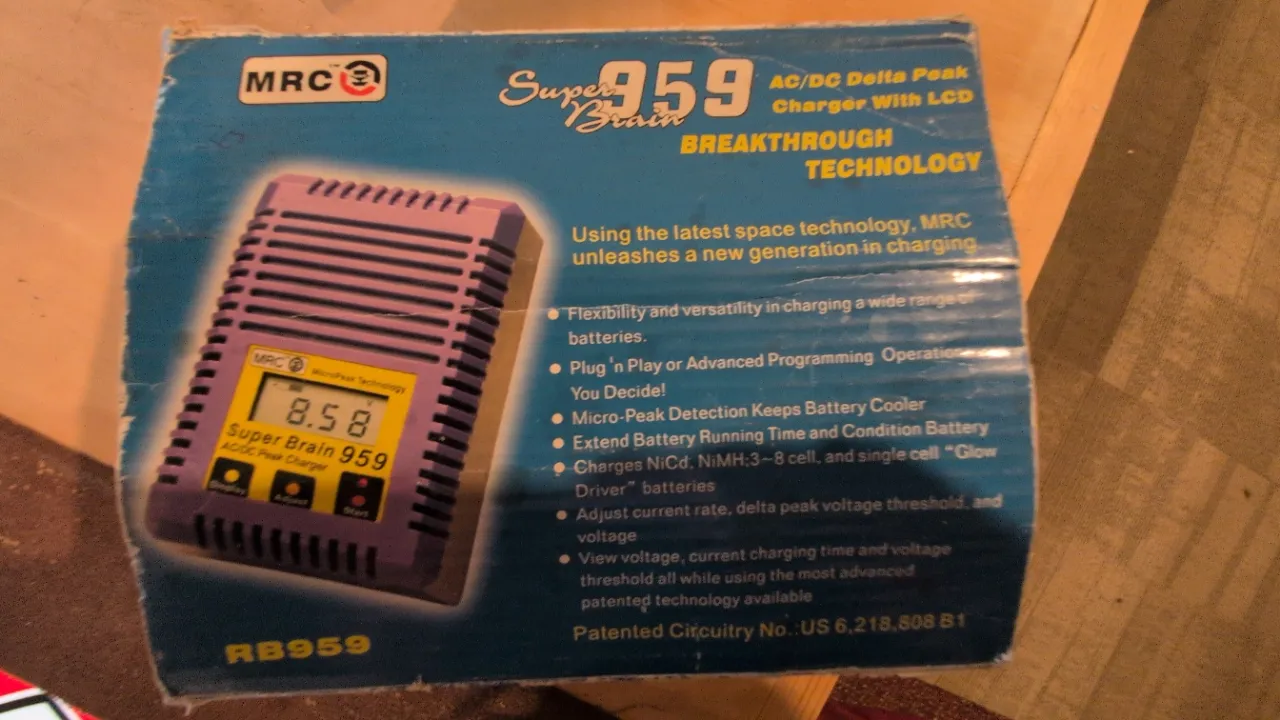 MRC
Super Brain 959
AC/DC Delta Peak
Charger With LCD
BREAKTHROUGH
TECHNOLOGY
Using the latest space technology, MRC
unleashes a new generation in charging
• Flexibility and versatility in charging a wide range of
batteries.
• Plug 'n Play or Advanced Programming Operation
You Decide!
• Micro-Peak Detection Keeps Battery Cooler
• Extend Battery Running Time and Condition Battery
• Charges NiCd, NiMH:3~8 cell, and single cell "Glow
Driver" batteries
• Adjust current rate, delta peak voltage threshold, and
voltage
• View voltage, current charging time and voltage
threshold all while using the most advanced
patented technology available
Patented Circuitry No.:US 6,218,808 B1
MRC
MicroPeak Technology
8.58
V
Super Brain 959
AC/DC Peak Charger
Display
Adjust
Start
RB959